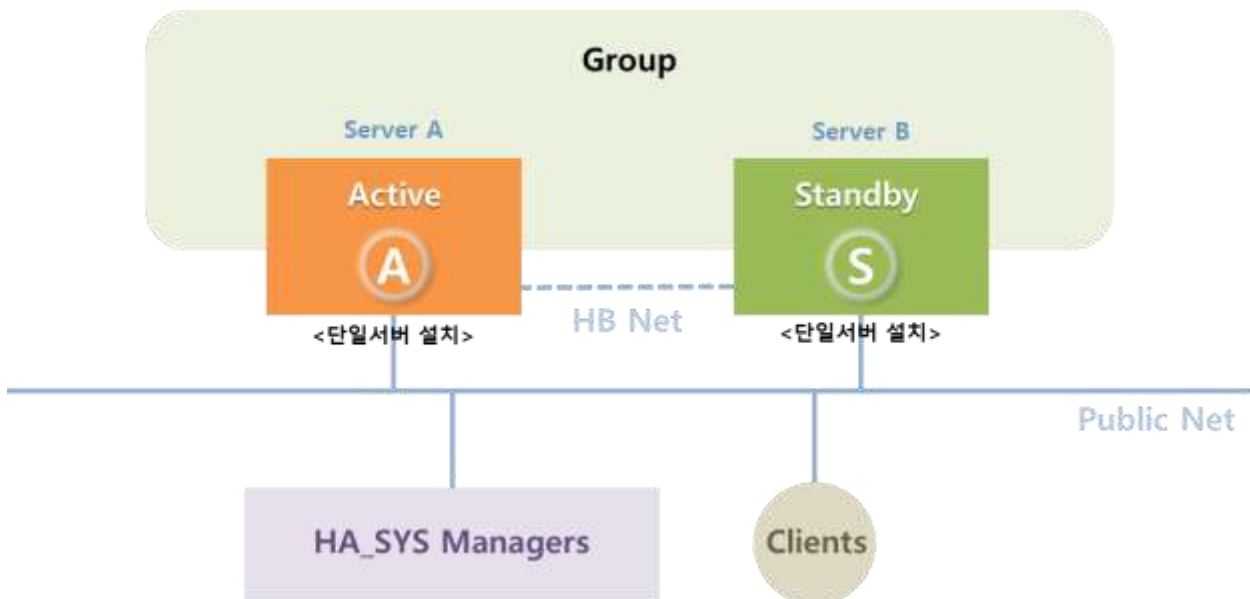 Group
Server A
Server B
Active
Standby
A
S
HB Net
<단일서버 설치>
<단일서버 설치>
Public Net
HA_SYS Managers
Clients